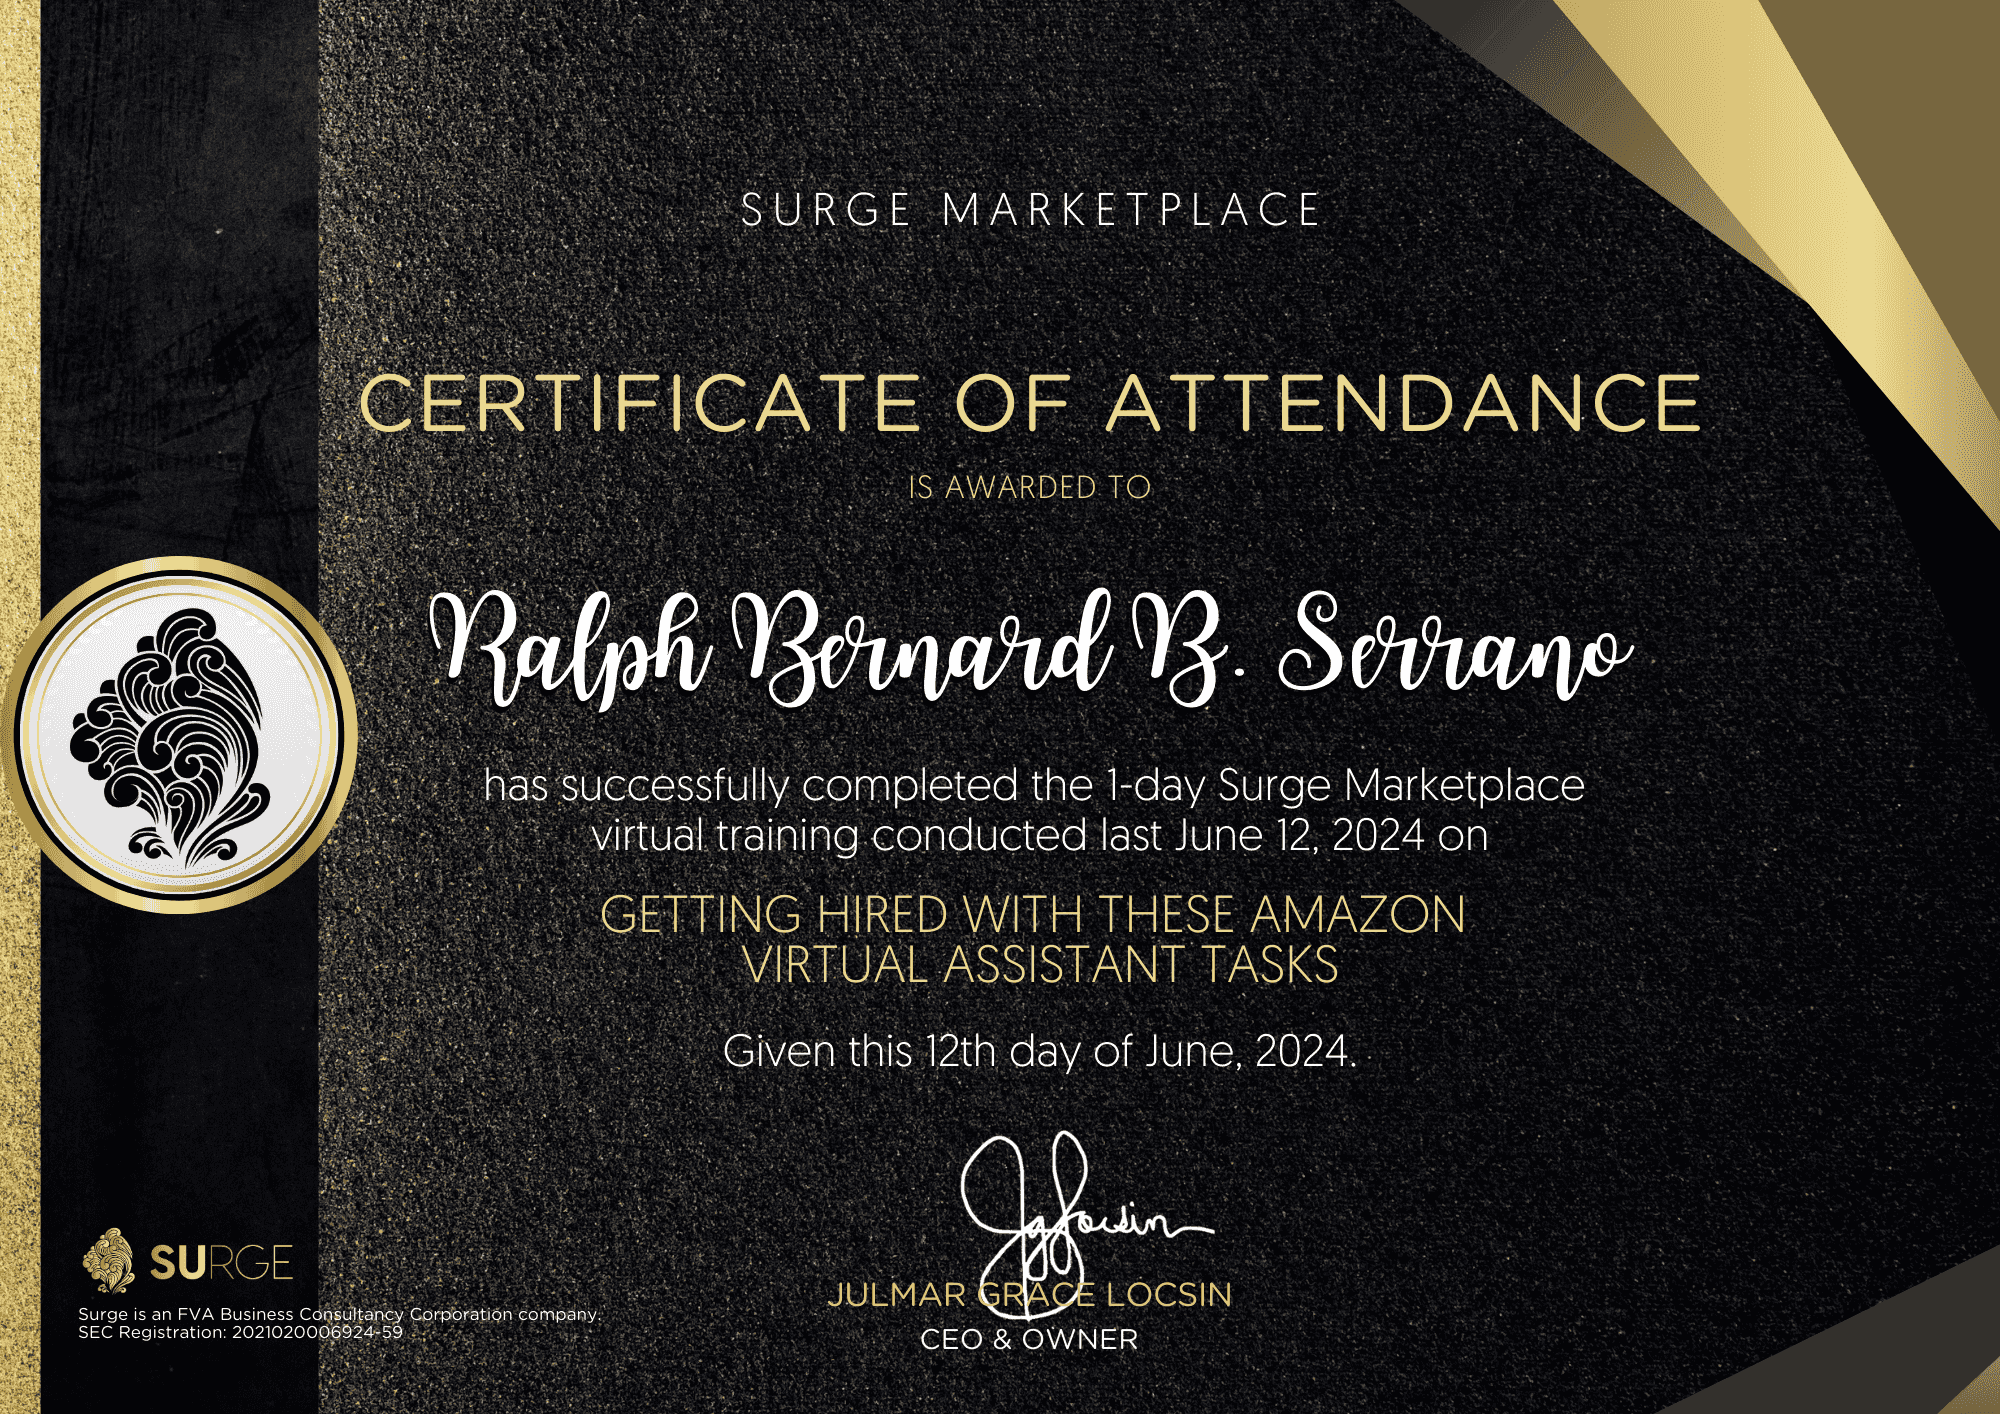 SURGE MARKETPLACE
CERTIFICATE OF ATTENDANCE
IS AWARDED TO
Ralph Bernard B. Serrano
has successfully completed the 1-day Surge Marketplace
virtual training conducted last June 12, 2024 on
GETTING HIRED WITH THESE AMAZON
VIRTUAL ASSISTANT TASKS
Given this 12th day of June, 2024.
Jglocsin
JULMAR GRACE LOCSIN
CEO & OWNER
SURGE
Surge is an FVA Business Consultancy Corporation company.
SEC Registration: 2021020006924-59